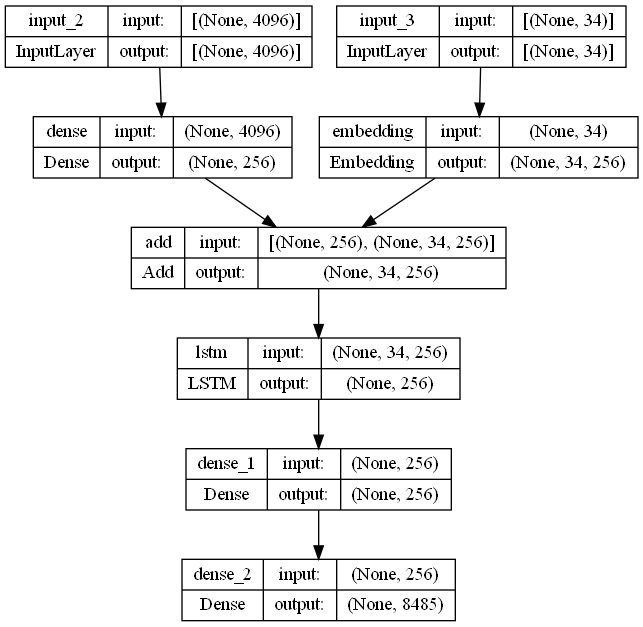 input_2 input: [(None, 4096)]
InputLayer output: [(None, 4096)]
input_3 input: [(None, 34)]
InputLayer output: [(None, 34)]
dense input: (None, 4096)
Dense output: (None, 256)
embedding input: (None, 34)
Embedding output: (None, 34, 256)
add input: [(None, 256), (None, 34, 256)]
Add output: (None, 34, 256)
lstm input: (None, 34, 256)
LSTM output: (None, 256)
dense_1 input: (None, 256)
Dense output: (None, 256)
dense_2 input: (None, 256)
Dense output: (None, 8485)